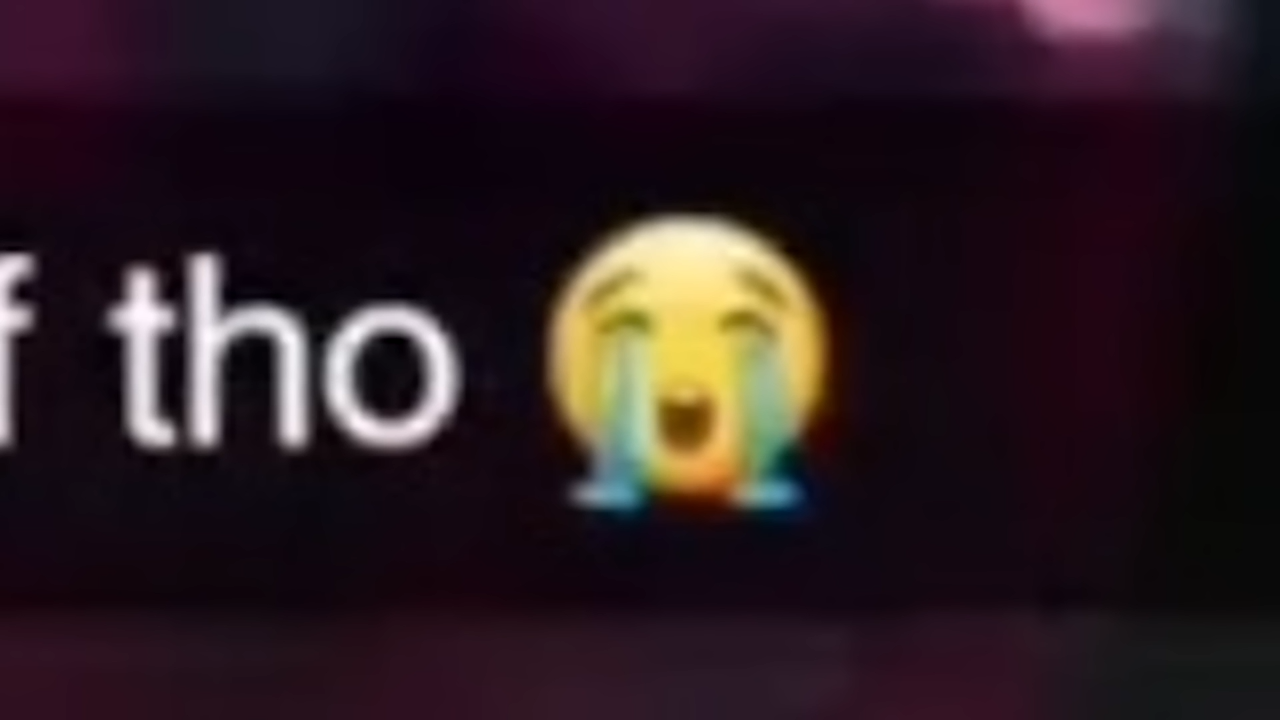 f tho 😭